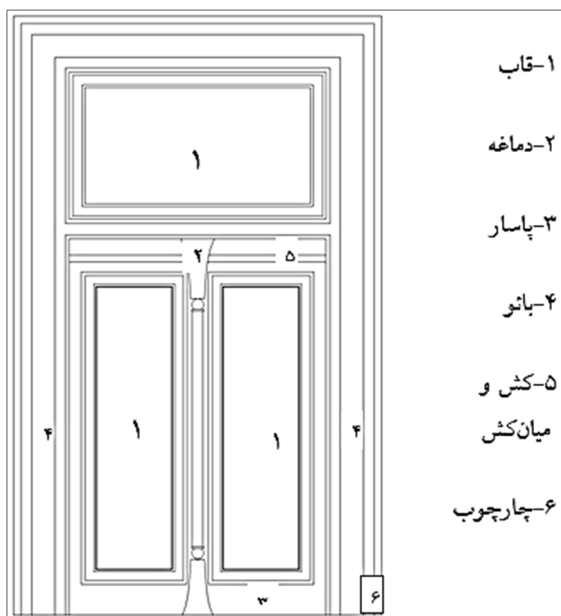 ۱-قاب
۲-دماغه
۳-پاسار
۴-بائو
۵-کش و
میان‌کش
۶-چارچوب
۱
۲
۵
۴
۱
۱
۴
۳
۶